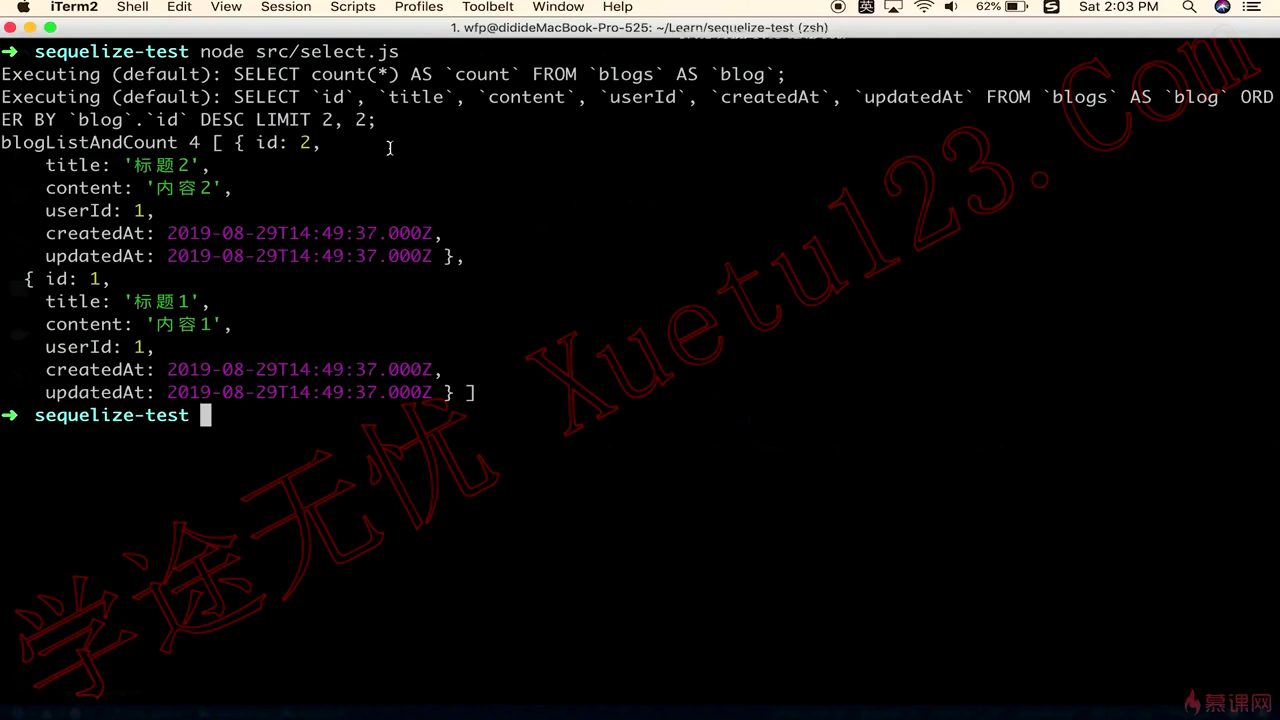 iTerm2 Shell Edit View Session Scripts Profiles Toolbelt Window Help 英 62% S Sat 2:03 PM
1. wfp@didideMacBook-Pro-525: ~/Learn/sequelize-test (zsh)
➜ sequelize-test node src/select.js
Executing (default): SELECT count(*) AS `count` FROM `blogs` AS `blog`;
Executing (default): SELECT `id`, `title`, `content`, `userId`, `createdAt`, `updatedAt` FROM `blogs` AS `blog` ORD
ER BY `blog`.`id` DESC LIMIT 2, 2;
blogListAndCount 4 [ { id: 2,
title: '标题2',
content: '内容2',
userId: 1,
createdAt: 2019-08-29T14:49:37.000Z,
updatedAt: 2019-08-29T14:49:37.000Z },
{ id: 1,
title: '标题1',
content: '内容1',
userId: 1,
createdAt: 2019-08-29T14:49:37.000Z,
updatedAt: 2019-08-29T14:49:37.000Z } ]
➜ sequelize-test
学途无忧 Xuetu123.Com
慕课网